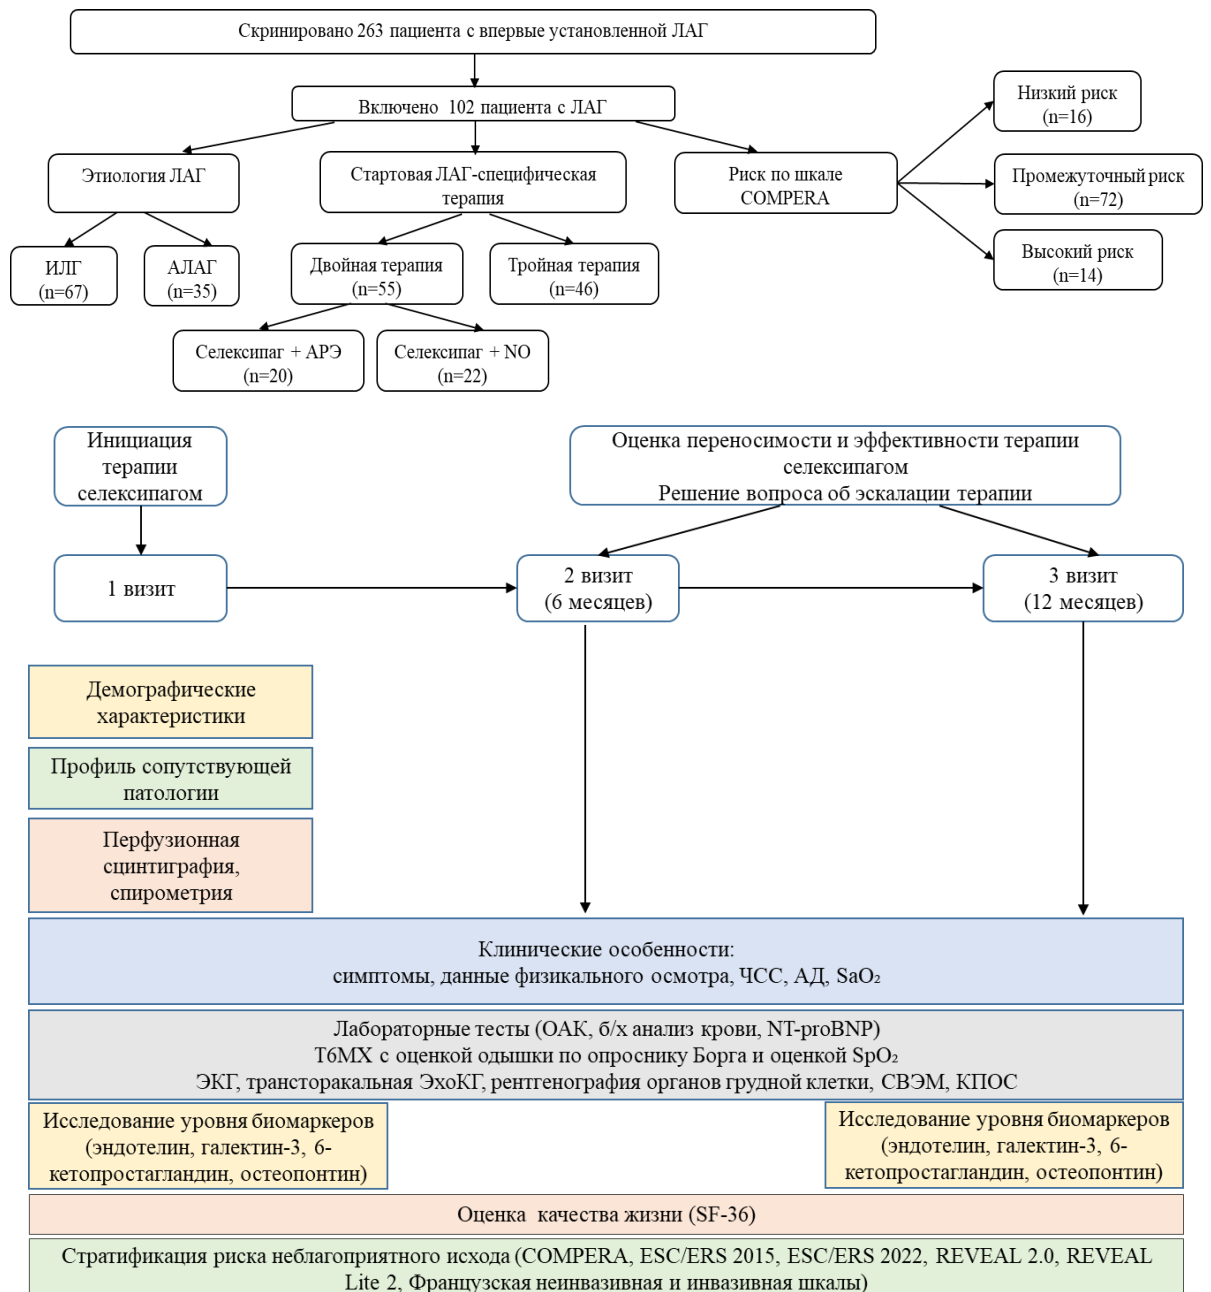 Скринировано 263 пациента с впервые установленной ЛАГ
Включено 102 пациента с ЛАГ
Этиология ЛАГ
Стартовая ЛАГ-специфическая
терапия
Риск по шкале
COMPERA
Низкий риск
(n=16)
Промежуточный риск
(n=72)
Высокий риск
(n=14)
ИЛГ
(n=67)
АЛАГ
(n=35)
Двойная терапия
(n=55)
Тройная терапия
(n=46)
Селексипаг + АРЭ
(n=20)
Селексипаг + NO
(n=22)
Инициация
терапии
селексипагом
Оценка переносимости и эффективности терапии
селексипагом
Решение вопроса об эскалации терапии
1 визит
2 визит
(6 месяцев)
3 визит
(12 месяцев)
Демографические
характеристики
Профиль сопутствующей
патологии
Перфузионная
сцинтиграфия,
спирометрия
Клинические особенности:
симптомы, данные физикального осмотра, ЧСС, АД, SaO₂
Лабораторные тесты (ОАК, б/х анализ крови, NT-proBNP)
Т6МХ с оценкой одышки по опроснику Борга и оценкой SpO₂
ЭКГ, трансторакальная ЭхоКГ, рентгенография органов грудной клетки, СВЭМ, КПОС
Исследование уровня биомаркеров
(эндотелин, галектин-3, 6-
кетопростагландин, остеопонтин)
Исследование уровня биомаркеров
(эндотелин, галектин-3, 6-
кетопростагландин, остеопонтин)
Оценка качества жизни (SF-36)
Стратификация риска неблагоприятного исхода (COMPERA, ESC/ERS 2015, ESC/ERS 2022, REVEAL 2.0, REVEAL
Lite 2, Французская неинвазивная и инвазивная шкалы)